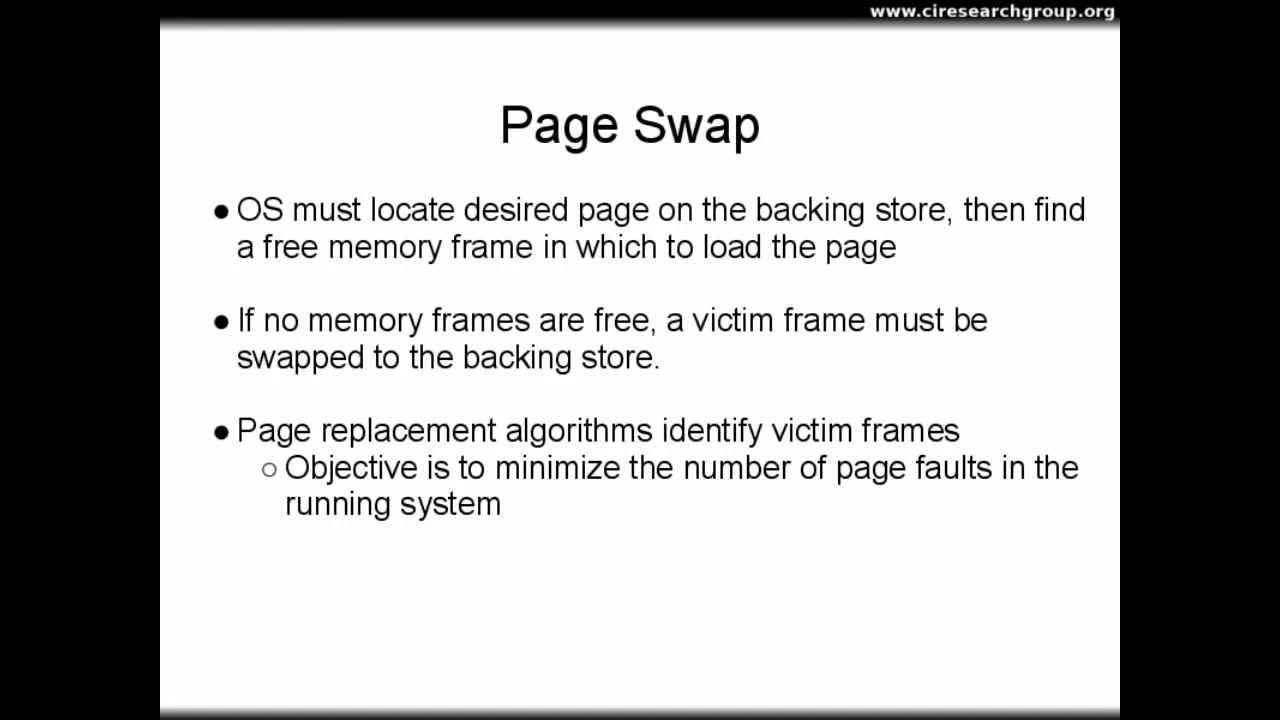 www.ciresearchgroup.org
Page Swap
● OS must locate desired page on the backing store, then find
a free memory frame in which to load the page
● If no memory frames are free, a victim frame must be
swapped to the backing store.
● Page replacement algorithms identify victim frames
○ Objective is to minimize the number of page faults in the
running system